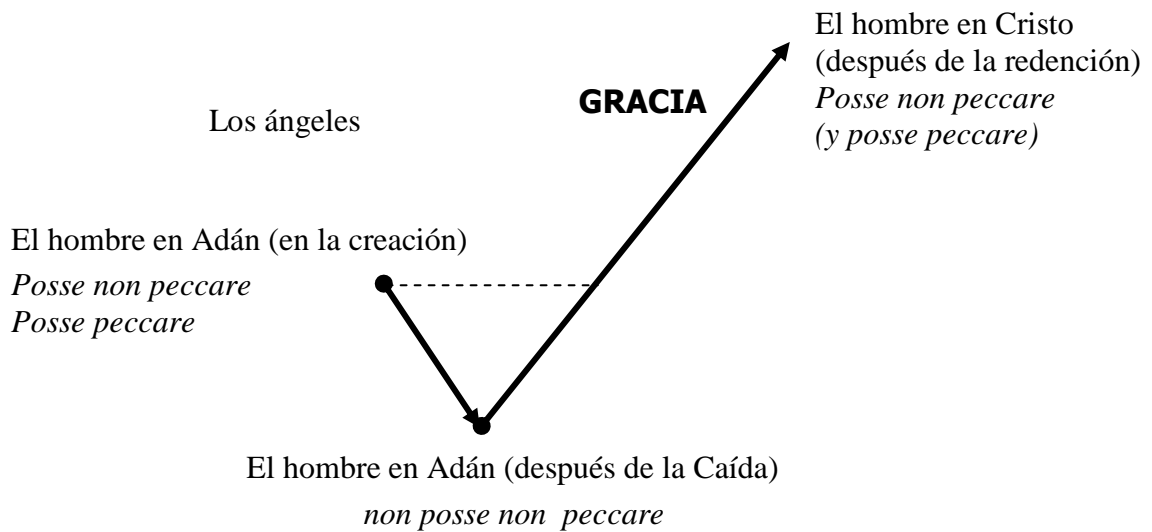 El hombre en Cristo
(después de la redención)
Posse non peccare
(y posse peccare)
GRACIA
Los ángeles
El hombre en Adán (en la creación)
Posse non peccare
Posse peccare
El hombre en Adán (después de la Caída)
non posse non peccare